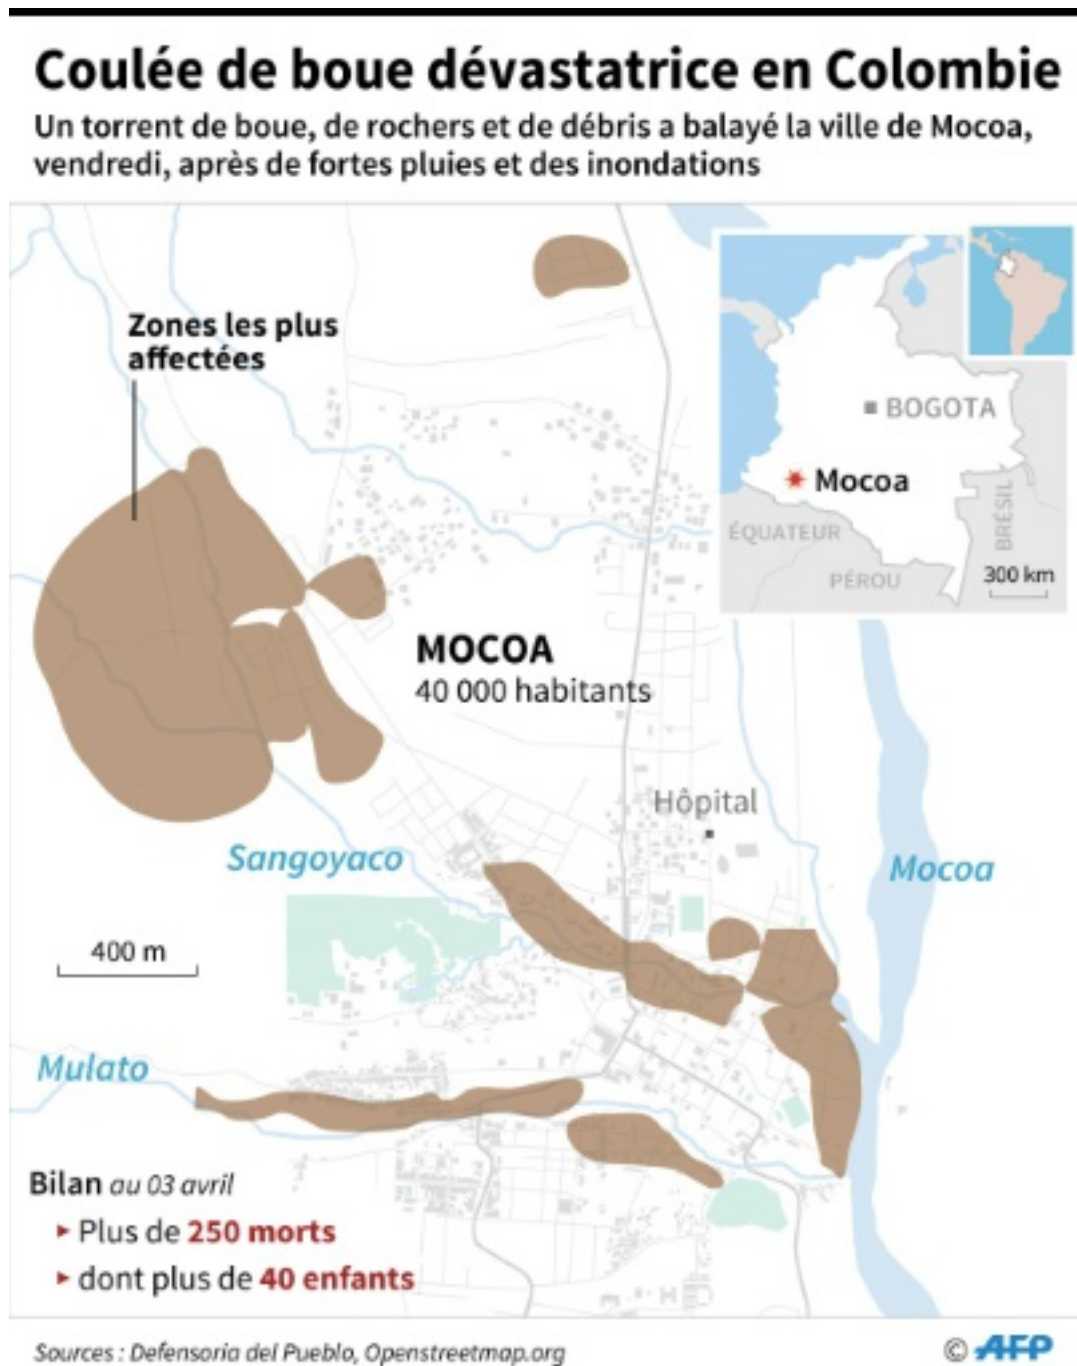 Coulée de boue dévastatrice en Colombie
Un torrent de boue, de rochers et de débris a balayé la ville de Mocoa,
vendredi, après de fortes pluies et des inondations
Zones les plus
affectées
BOGOTA
Mocoa
ÉQUATEUR
BRÉSIL
PÉROU
300 km
MOCOA
40 000 habitants
Hôpital
Sangoyaco
Mocoa
400 m
Mulato
Bilan au 03 avril
Plus de 250 morts
dont plus de 40 enfants
Sources : Defensoria del Pueblo, Openstreetmap.org
© AFP